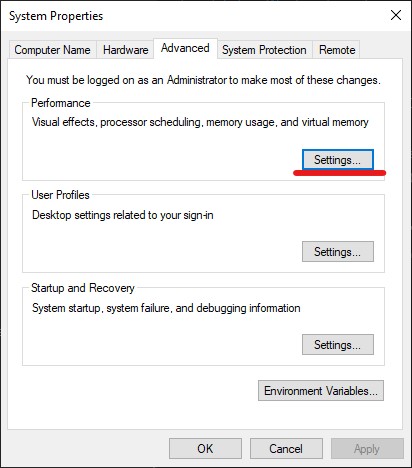 System Properties
Computer Name Hardware Advanced System Protection Remote
You must be logged on as an Administrator to make most of these changes.
Performance
Visual effects, processor scheduling, memory usage, and virtual memory
Settings...
User Profiles
Desktop settings related to your sign-in
Settings...
Startup and Recovery
System startup, system failure, and debugging information
Settings...
Environment Variables...
OK Cancel Apply